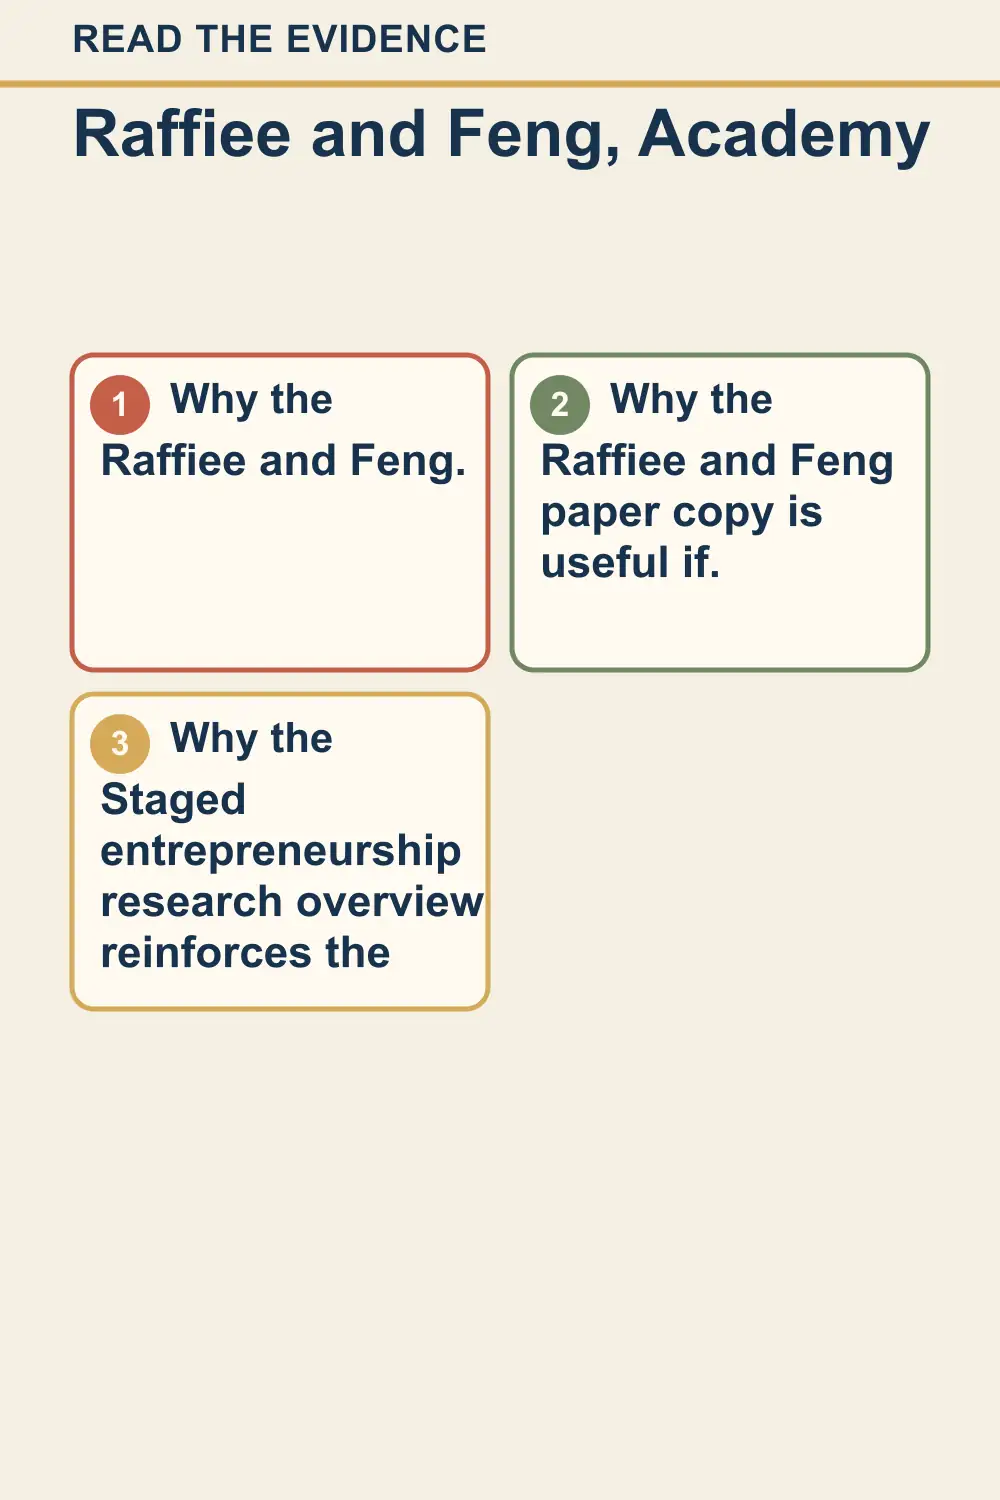 READ THE EVIDENCE
Raffiee and Feng, Academy
1 Why the
Raffiee and Feng.
2 Why the
Raffiee and Feng
paper copy is
useful if.
3 Why the
Staged
entrepreneurship
research overview
reinforces the